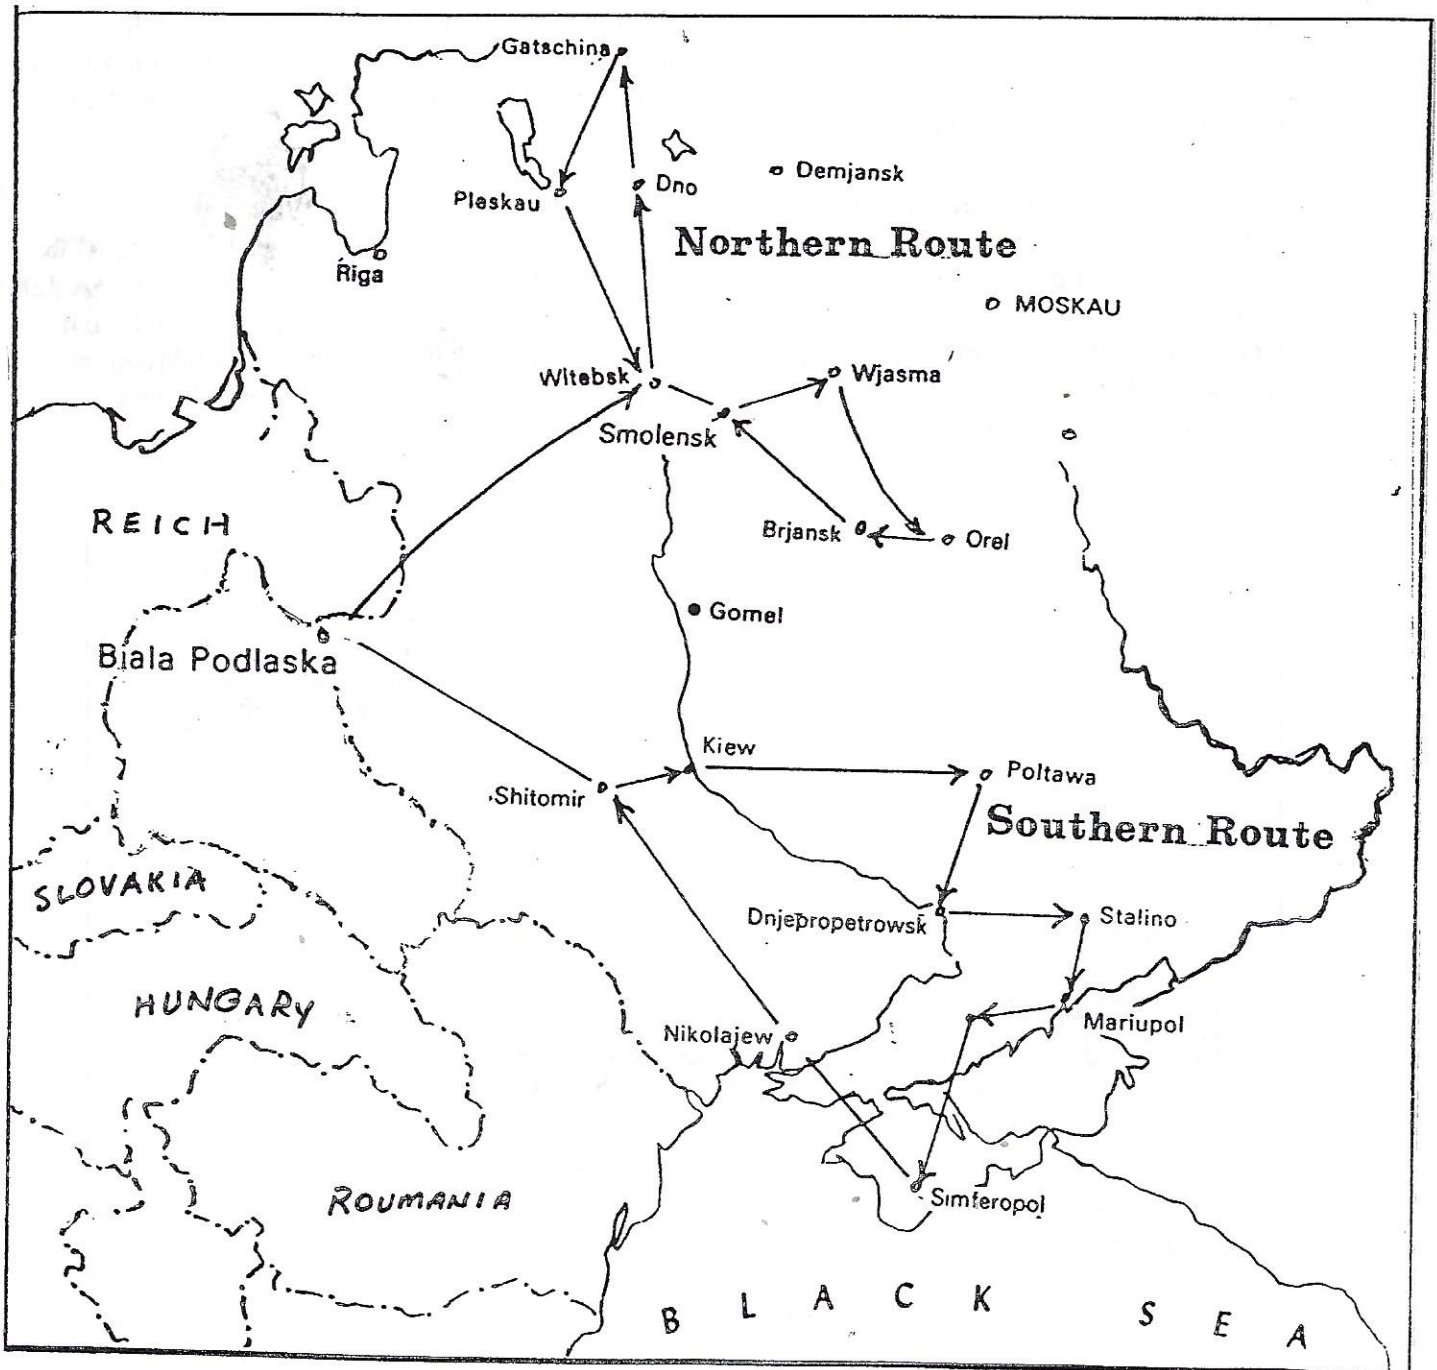 Gatschina
Demjansk
Dno
Pleskau
Northern Route
Riga
MOSKAU
Witebsk
Wjasma
Smolensk
REICH
Brjansk
Orel
Gomel
Biala Podlaska
Kiew
Poltawa
Shitomir
Southern Route
SLOVAKIA
Dnjepropetrowsk
Stalino
HUNGARY
Mariupol
Nikolajew
ROUMANIA
Simferopol
BLACK SEA